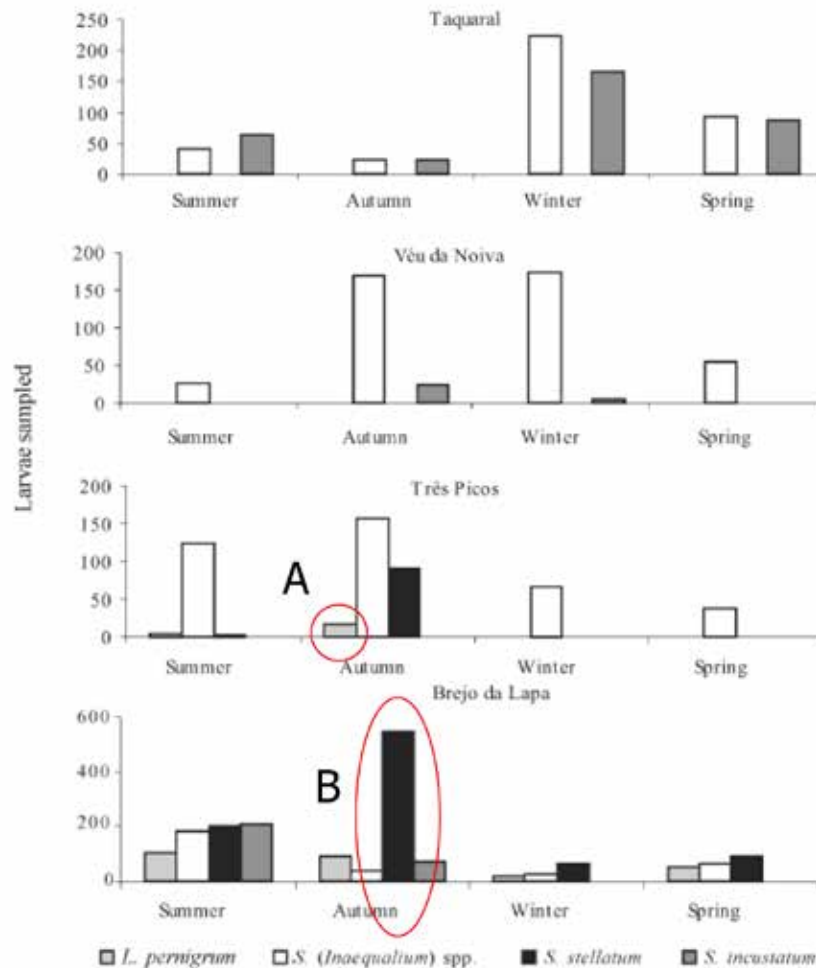 Taquaral
250
200
150
100
50
0
Summer Autumn Winter Spring
Véu da Noiva
200
150
100
50
0
Summer Autumn Winter Spring
Larvae sampled
Três Picos
200
150
100
50
0
A
Summer Autumn Winter Spring
Brejo da Lapa
600
400
200
0
B
Summer Autumn Winter Spring
L. pernigrum S. (Inaequalium) spp. S. stellatum S. incustatum